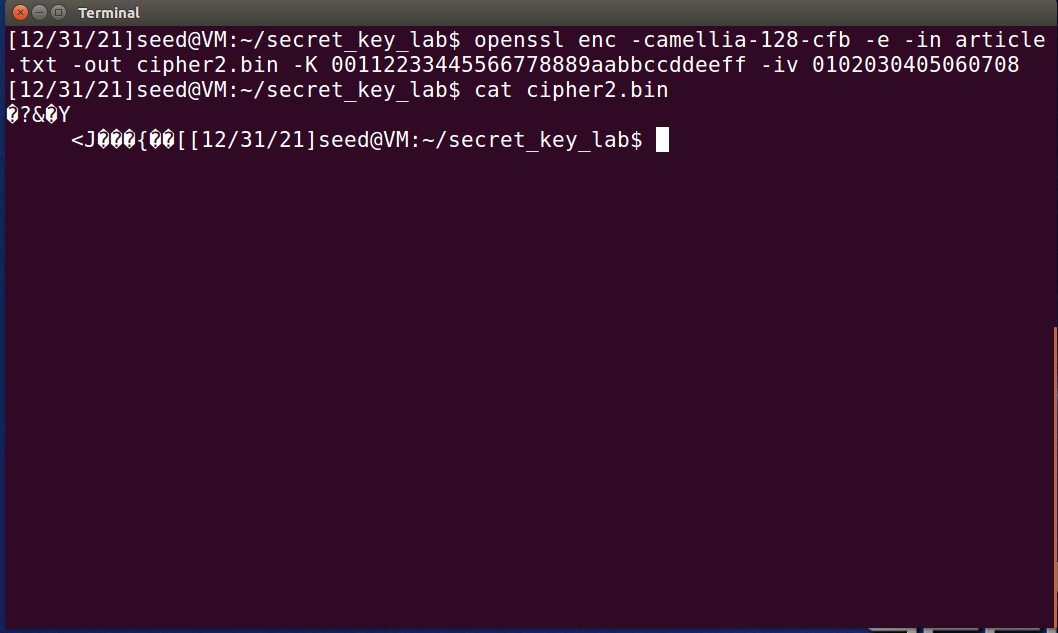 Terminal
[12/31/21]seed@VM:~/secret_key_lab$ openssl enc -camellia-128-cfb -e -in article
.txt -out cipher2.bin -K 00112233445566778889aabbccddeeff -iv 0102030405060708
[12/31/21]seed@VM:~/secret_key_lab$ cat cipher2.bin
�?&�Y
<J���{��[[12/31/21]seed@VM:~/secret_key_lab$